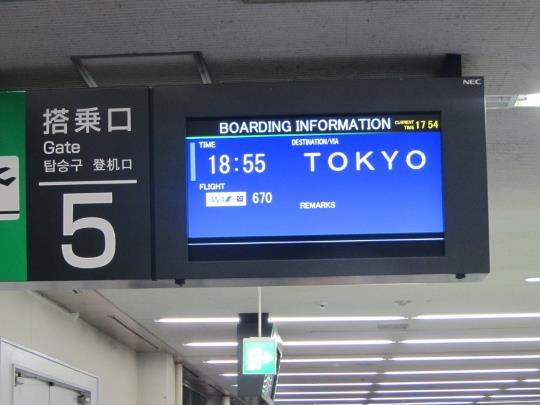 搭乗口
Gate
탑승구 登机口
5
NEC
BOARDING INFORMATION CURRENT TIME 17 54
TIME DESTINATION/VIA
18:55 TOKYO
FLIGHT
ANA 670
REMARKS